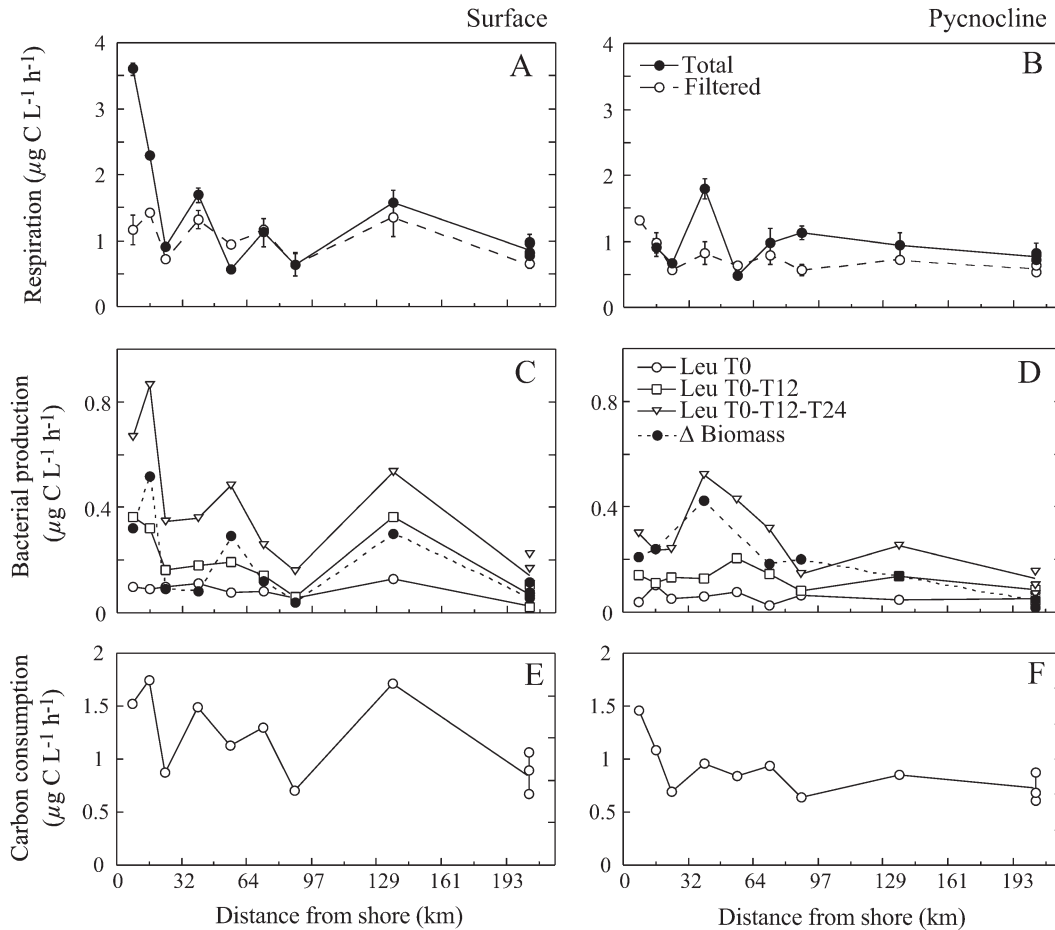 Surface
Pycnocline
Respiration (µg C L-1 h-1)
4
3
2
1
0
A
4
3
2
1
0
Total
Filtered
B
Bacterial production
(µg C L-1 h-1)
0.8
0.4
0
C
0.8
0.4
0
Leu T0
Leu T0-T12
Leu T0-T12-T24
Δ Biomass
D
Carbon consumption
(µg C L-1 h-1)
2
1.5
1
0.5
0
E
2
1.5
1
0.5
0
F
0 32 64 97 129 161 193
0 32 64 97 129 161 193
Distance from shore (km)
Distance from shore (km)